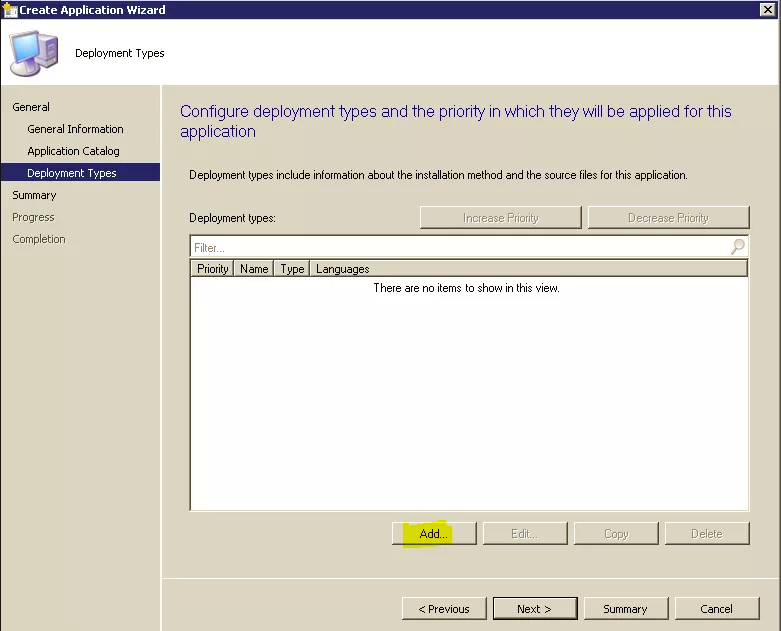 Create Application Wizard
Deployment Types
General
General Information
Application Catalog
Deployment Types
Summary
Progress
Completion
Configure deployment types and the priority in which they will be applied for this
application
Deployment types include information about the installation method and the source files for this application.
Deployment types:
Increase Priority
Decrease Priority
Filter...
Priority Name Type Languages
There are no items to show in this view.
Add... Edit... Copy Delete
< Previous Next > Summary Cancel